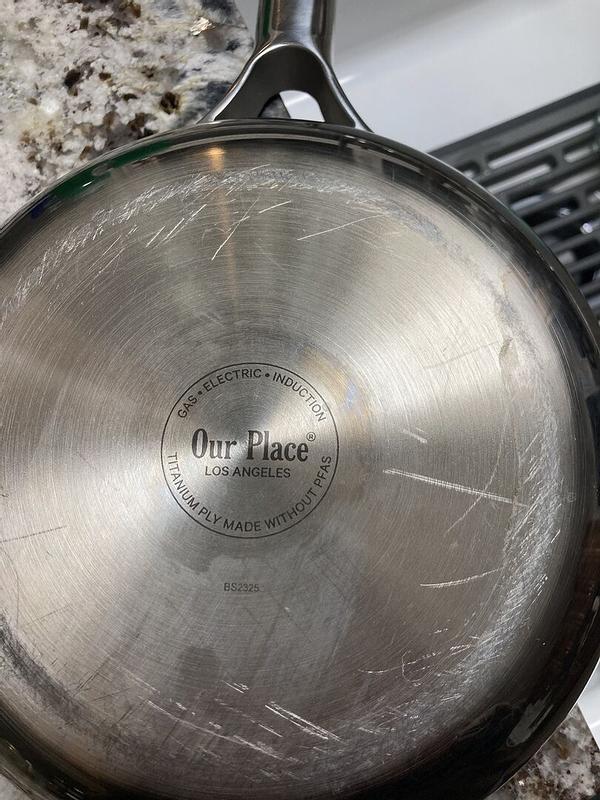 GAS • ELECTRIC • INDUCTION
Our Place®
LOS ANGELES
TITANIUM PLY MADE WITHOUT PFAS
BS2325